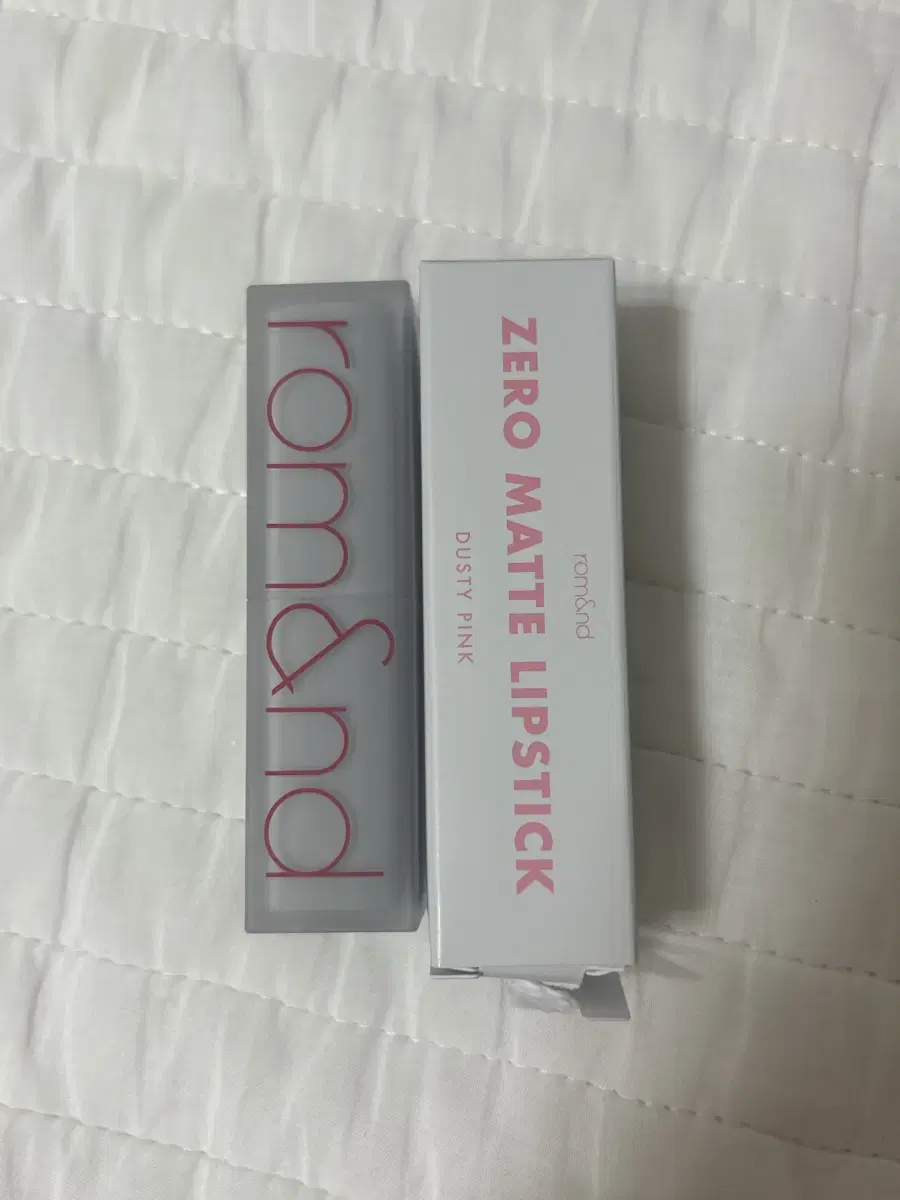 rom&nd
rom&nd
ZERO MATTE LIPSTICK
DUSTY PINK